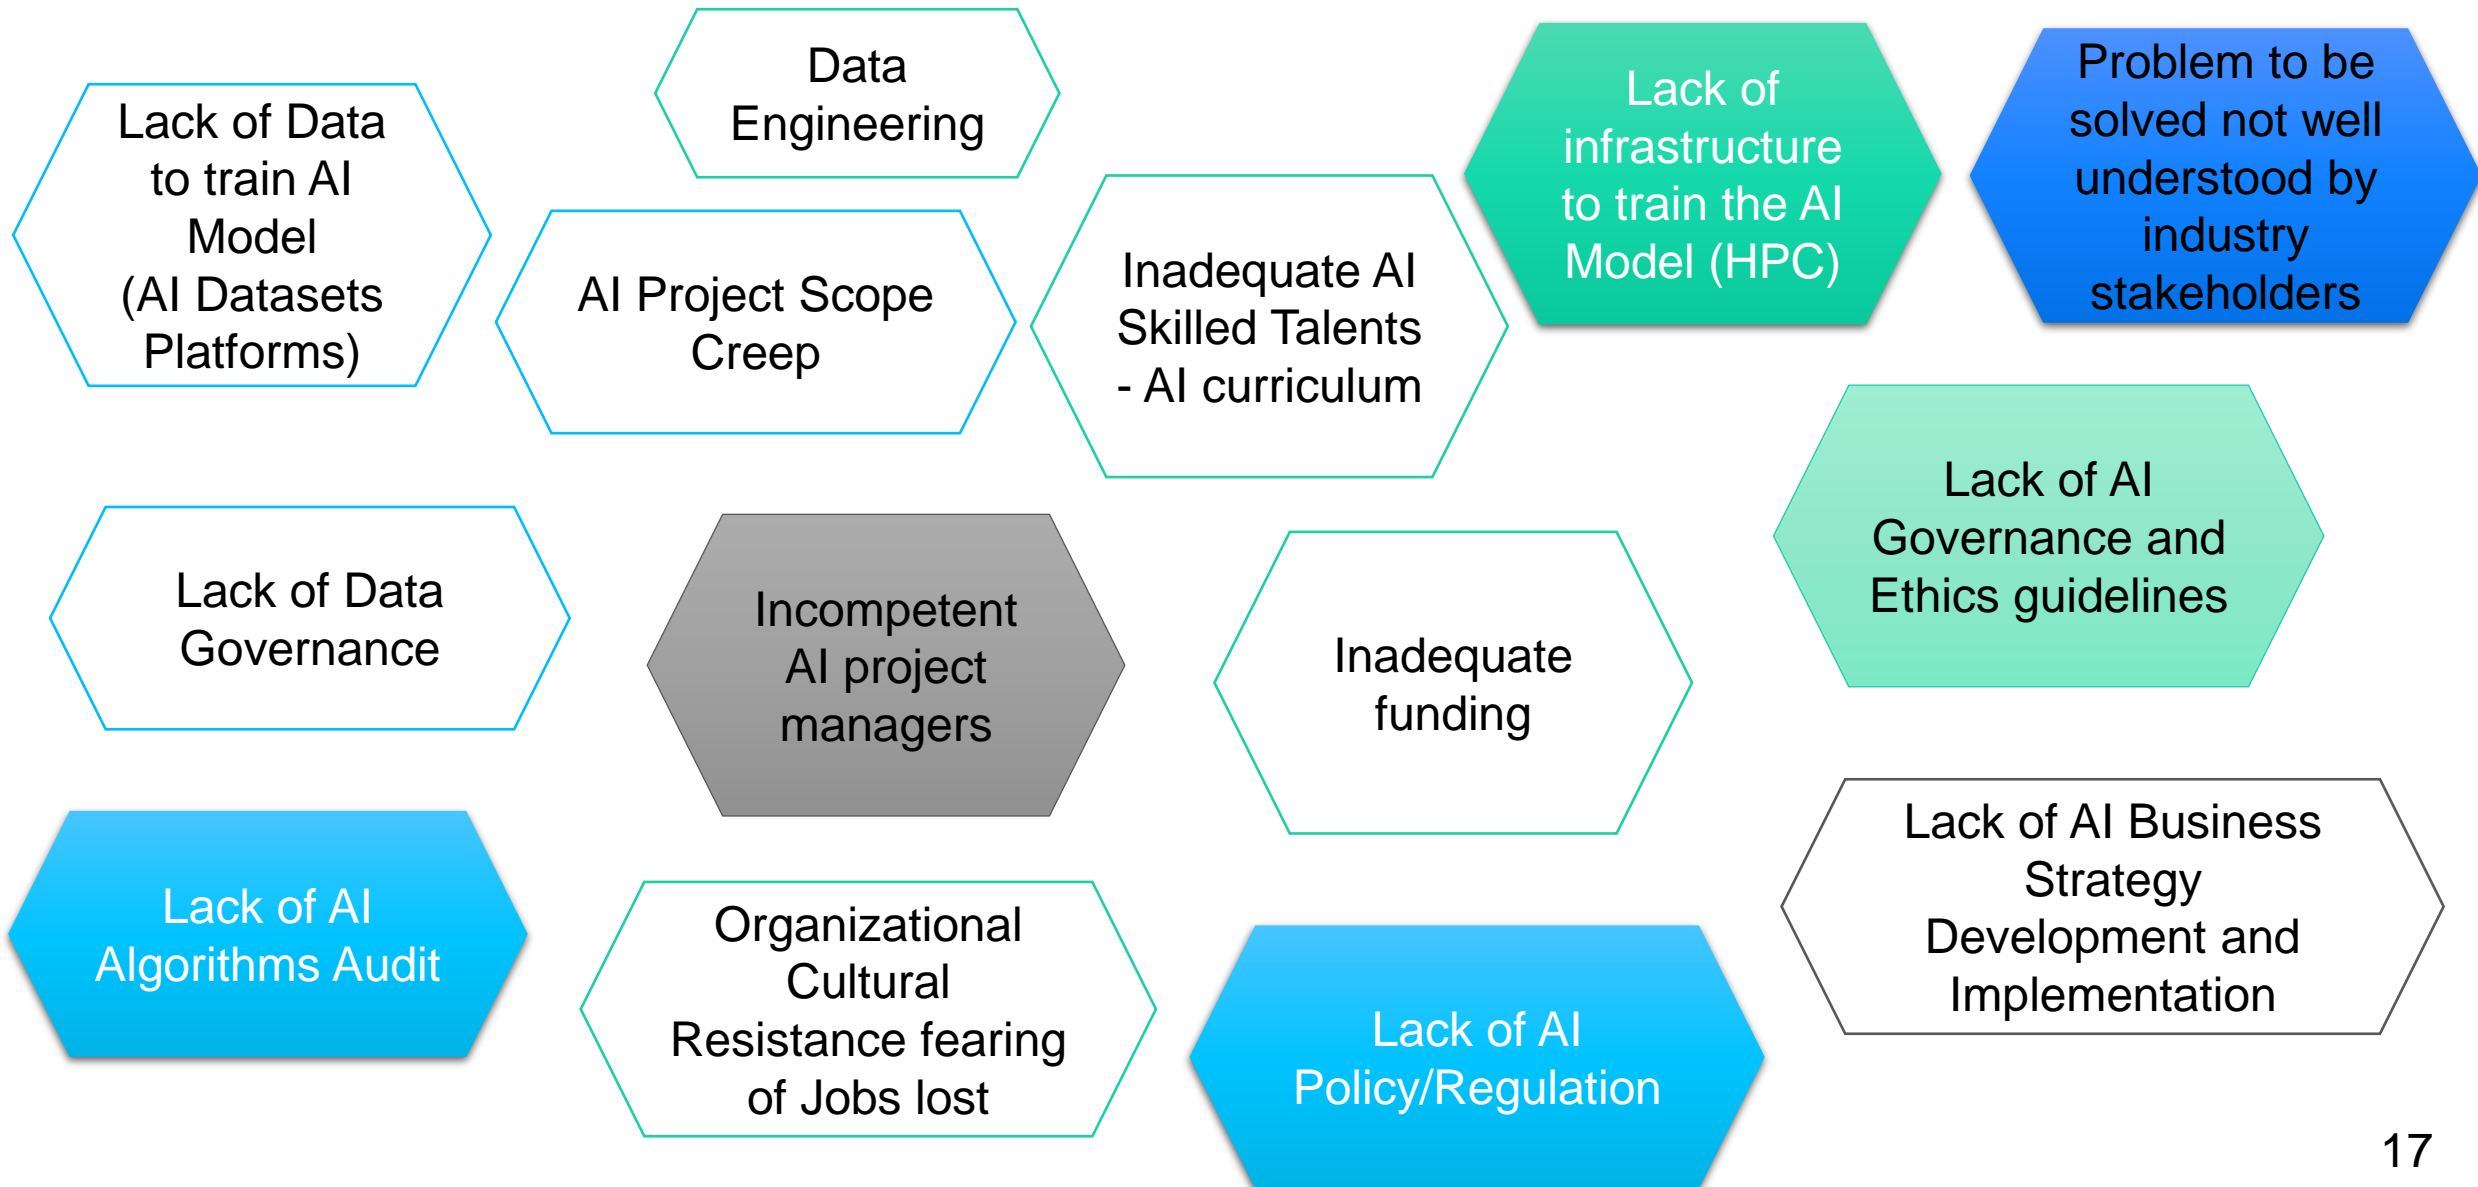 Lack of Data
to train AI
Model
(AI Datasets
Platforms)
Data
Engineering
AI Project Scope
Creep
Inadequate AI
Skilled Talents
- AI curriculum
Lack of
infrastructure
to train the AI
Model (HPC)
Problem to be
solved not well
understood by
industry
stakeholders
Lack of Data
Governance
Incompetent
AI project
managers
Inadequate
funding
Lack of AI
Governance and
Ethics guidelines
Lack of AI
Algorithms Audit
Organizational
Cultural
Resistance fearing
of Jobs lost
Lack of AI
Policy/Regulation
Lack of AI Business
Strategy
Development and
Implementation
17